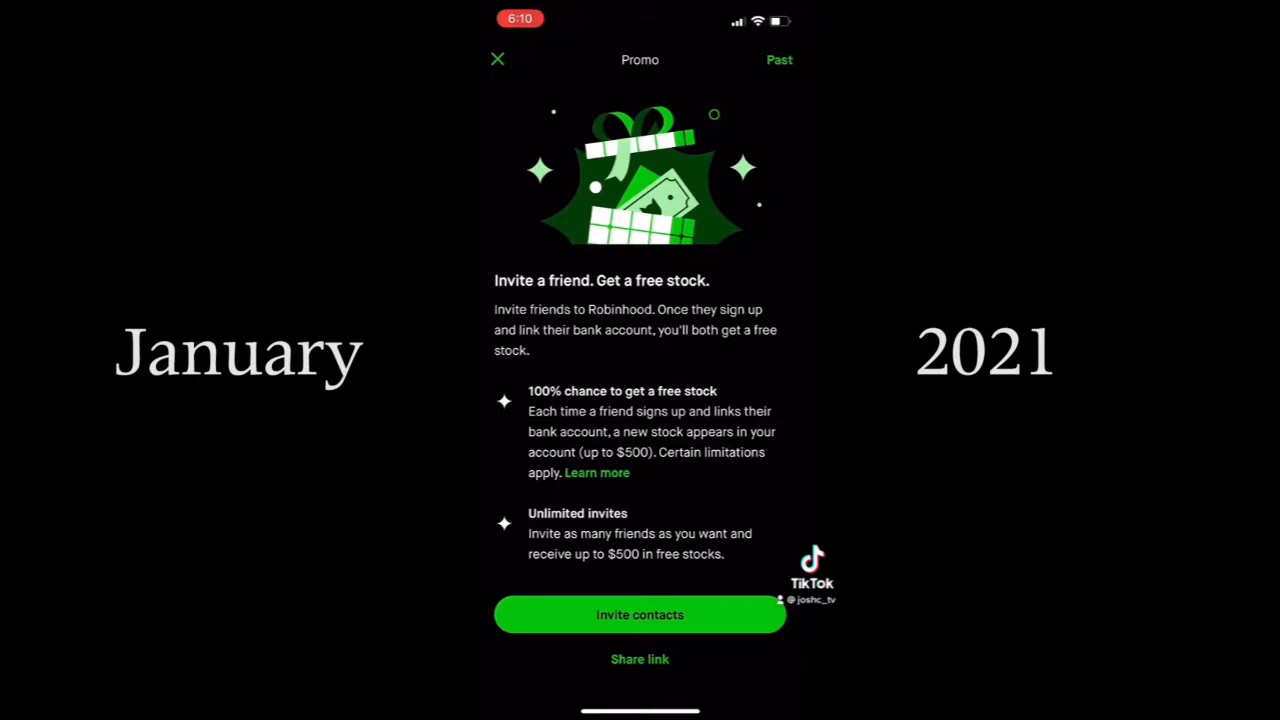 6:10
Promo
Past
Invite a friend. Get a free stock.
Invite friends to Robinhood. Once they sign up
and link their bank account, you'll both get a free
stock.
January
2021
100% chance to get a free stock
Each time a friend signs up and links their
bank account, a new stock appears in your
account (up to $500). Certain limitations
apply. Learn more
Unlimited invites
Invite as many friends as you want and
receive up to $500 in free stocks.
TikTok
@joshc_tv
Invite contacts
Share link